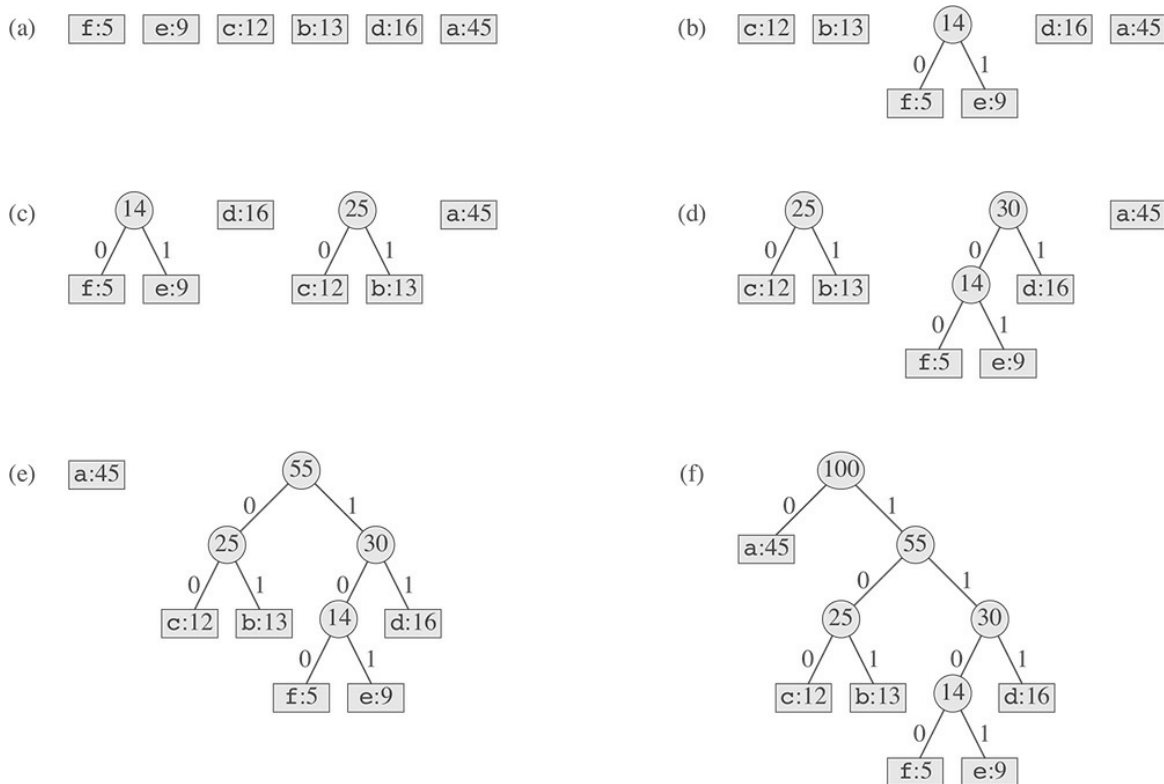 (a) f:5 e:9 c:12 b:13 d:16 a:45
(b) c:12 b:13 14 d:16 a:45
0 1
f:5 e:9
(c) 14 d:16 25 a:45
0 1 0 1
f:5 e:9 c:12 b:13
(d) 25 30 a:45
0 1 0 1
c:12 b:13 14 d:16
0 1
f:5 e:9
(e) a:45 55
0 1
25 30
0 1 0 1
c:12 b:13 14 d:16
0 1
f:5 e:9
(f) 100
0 1
a:45 55
0 1
25 30
0 1 0 1
c:12 b:13 14 d:16
0 1
f:5 e:9